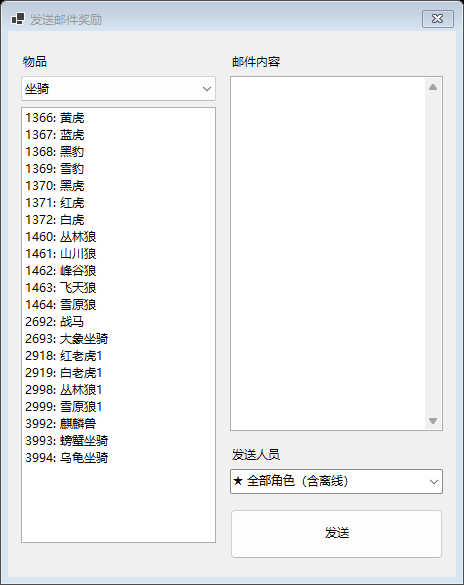 发送邮件奖励
物品
坐骑
1366: 黄虎
1367: 蓝虎
1368: 黑豹
1369: 雪豹
1370: 黑虎
1371: 红虎
1372: 白虎
1460: 丛林狼
1461: 山川狼
1462: 峰谷狼
1463: 飞天狼
1464: 雪原狼
2692: 战马
2693: 大象坐骑
2918: 红老虎1
2919: 白老虎1
2998: 丛林狼1
2999: 雪原狼1
3992: 麒麟兽
3993: 螃蟹坐骑
3994: 乌龟坐骑
邮件内容
发送人员
★ 全部角色（含离线）
发送